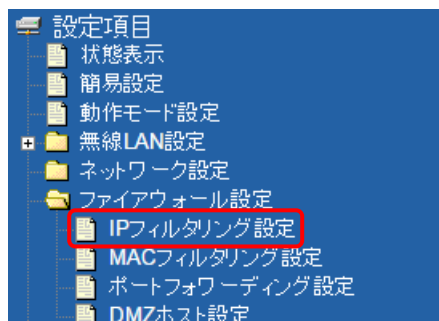 設定項目
状態表示
簡易設定
動作モード設定
無線LAN設定
ネットワーク設定
ファイアウォール設定
IPフィルタリング設定
MACフィルタリング設定
ポートフォワーディング設定
DMZホスト設定